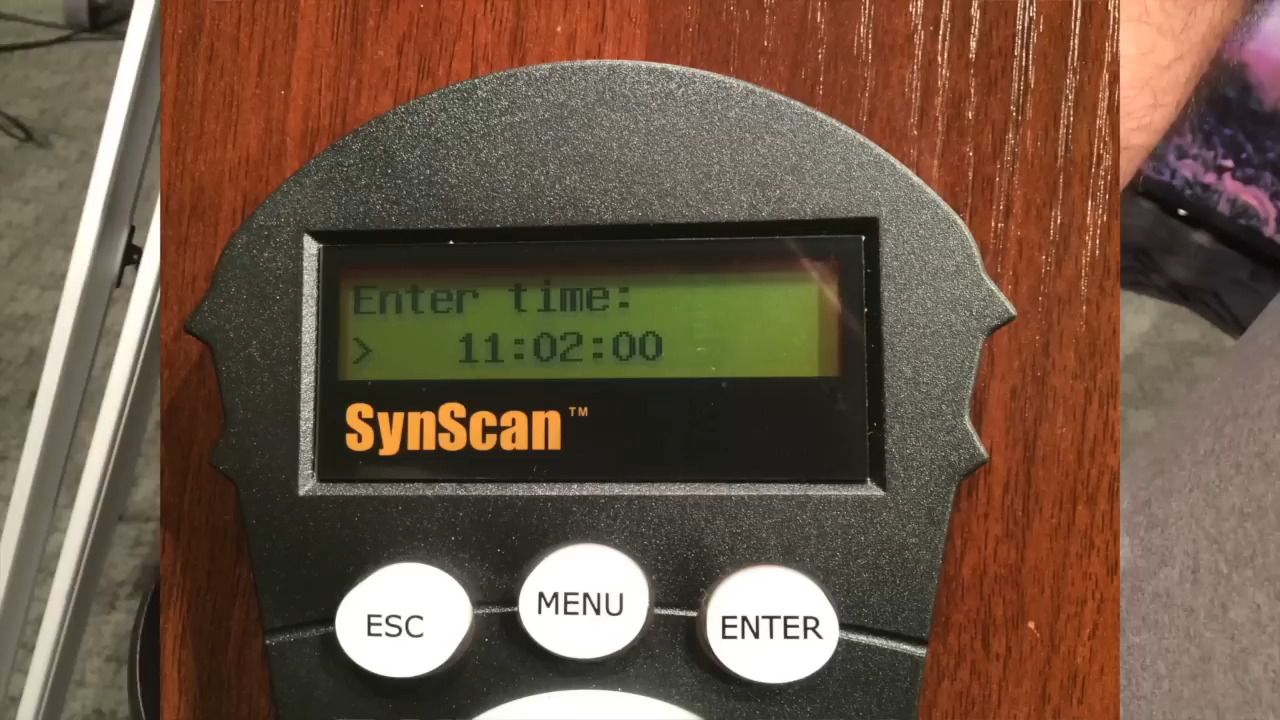 Enter time:
> 11:02:00
SynScan™
ESC
MENU
ENTER